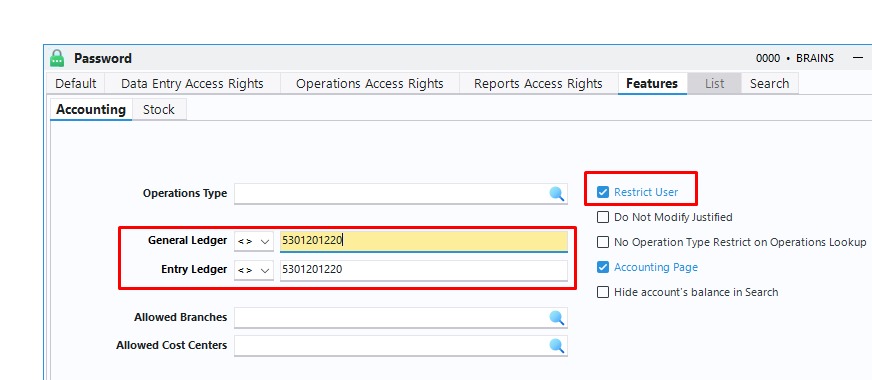 Password
0000 • BRAINS
Default Data Entry Access Rights Operations Access Rights Reports Access Rights Features List Search
Accounting Stock
Operations Type
Restrict User
Do Not Modify Justified
General Ledger <> 5301201220
No Operation Type Restrict on Operations Lookup
Entry Ledger <> 5301201220
Accounting Page
Hide account's balance in Search
Allowed Branches
Allowed Cost Centers